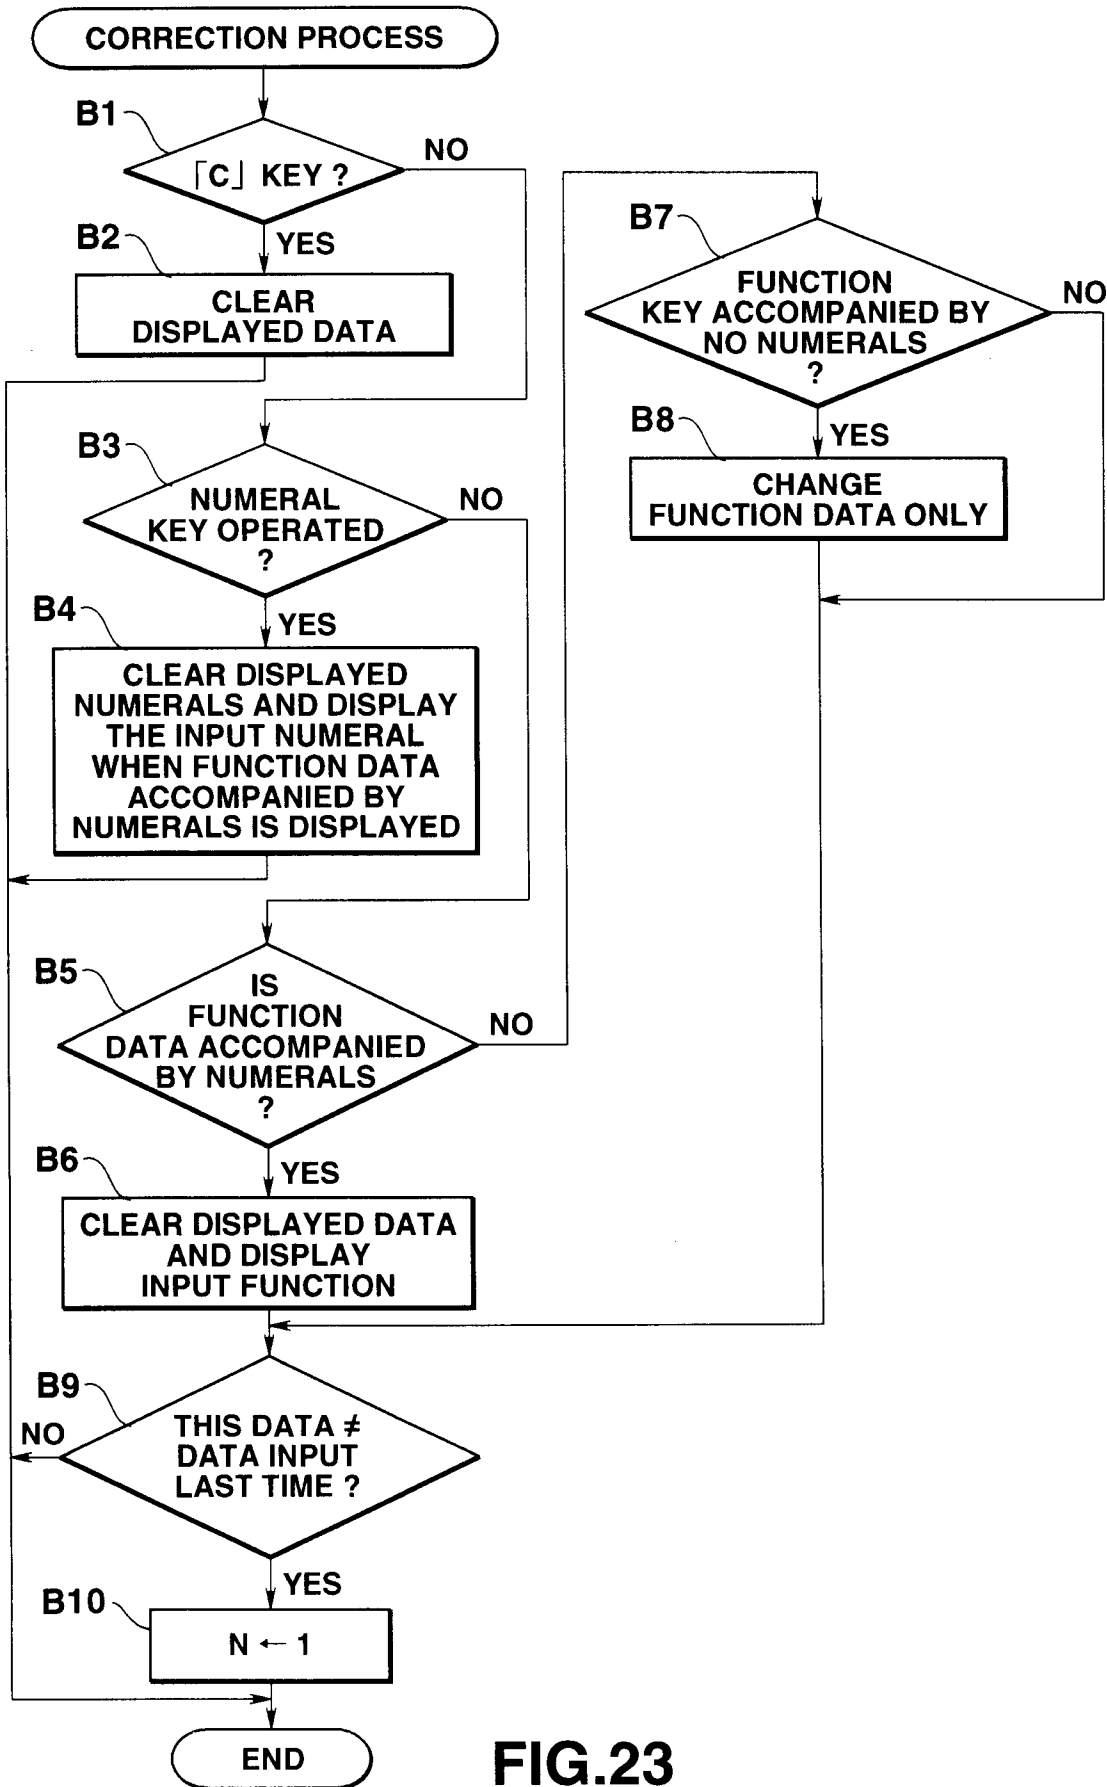 CORRECTION PROCESS
B1
「C」 KEY ?
NO
YES
B2
CLEAR
DISPLAYED DATA
B3
NUMERAL
KEY OPERATED
?
NO
YES
B4
CLEAR DISPLAYED
NUMERALS AND DISPLAY
THE INPUT NUMERAL
WHEN FUNCTION DATA
ACCOMPANIED BY
NUMERALS IS DISPLAYED
B5
IS
FUNCTION
DATA ACCOMPANIED
BY NUMERALS
?
NO
YES
B6
CLEAR DISPLAYED DATA
AND DISPLAY
INPUT FUNCTION
B7
FUNCTION
KEY ACCOMPANIED BY
NO NUMERALS
?
NO
YES
B8
CHANGE
FUNCTION DATA ONLY
B9
THIS DATA ≠
DATA INPUT
LAST TIME ?
NO
YES
B10
N ← 1
END
FIG.23